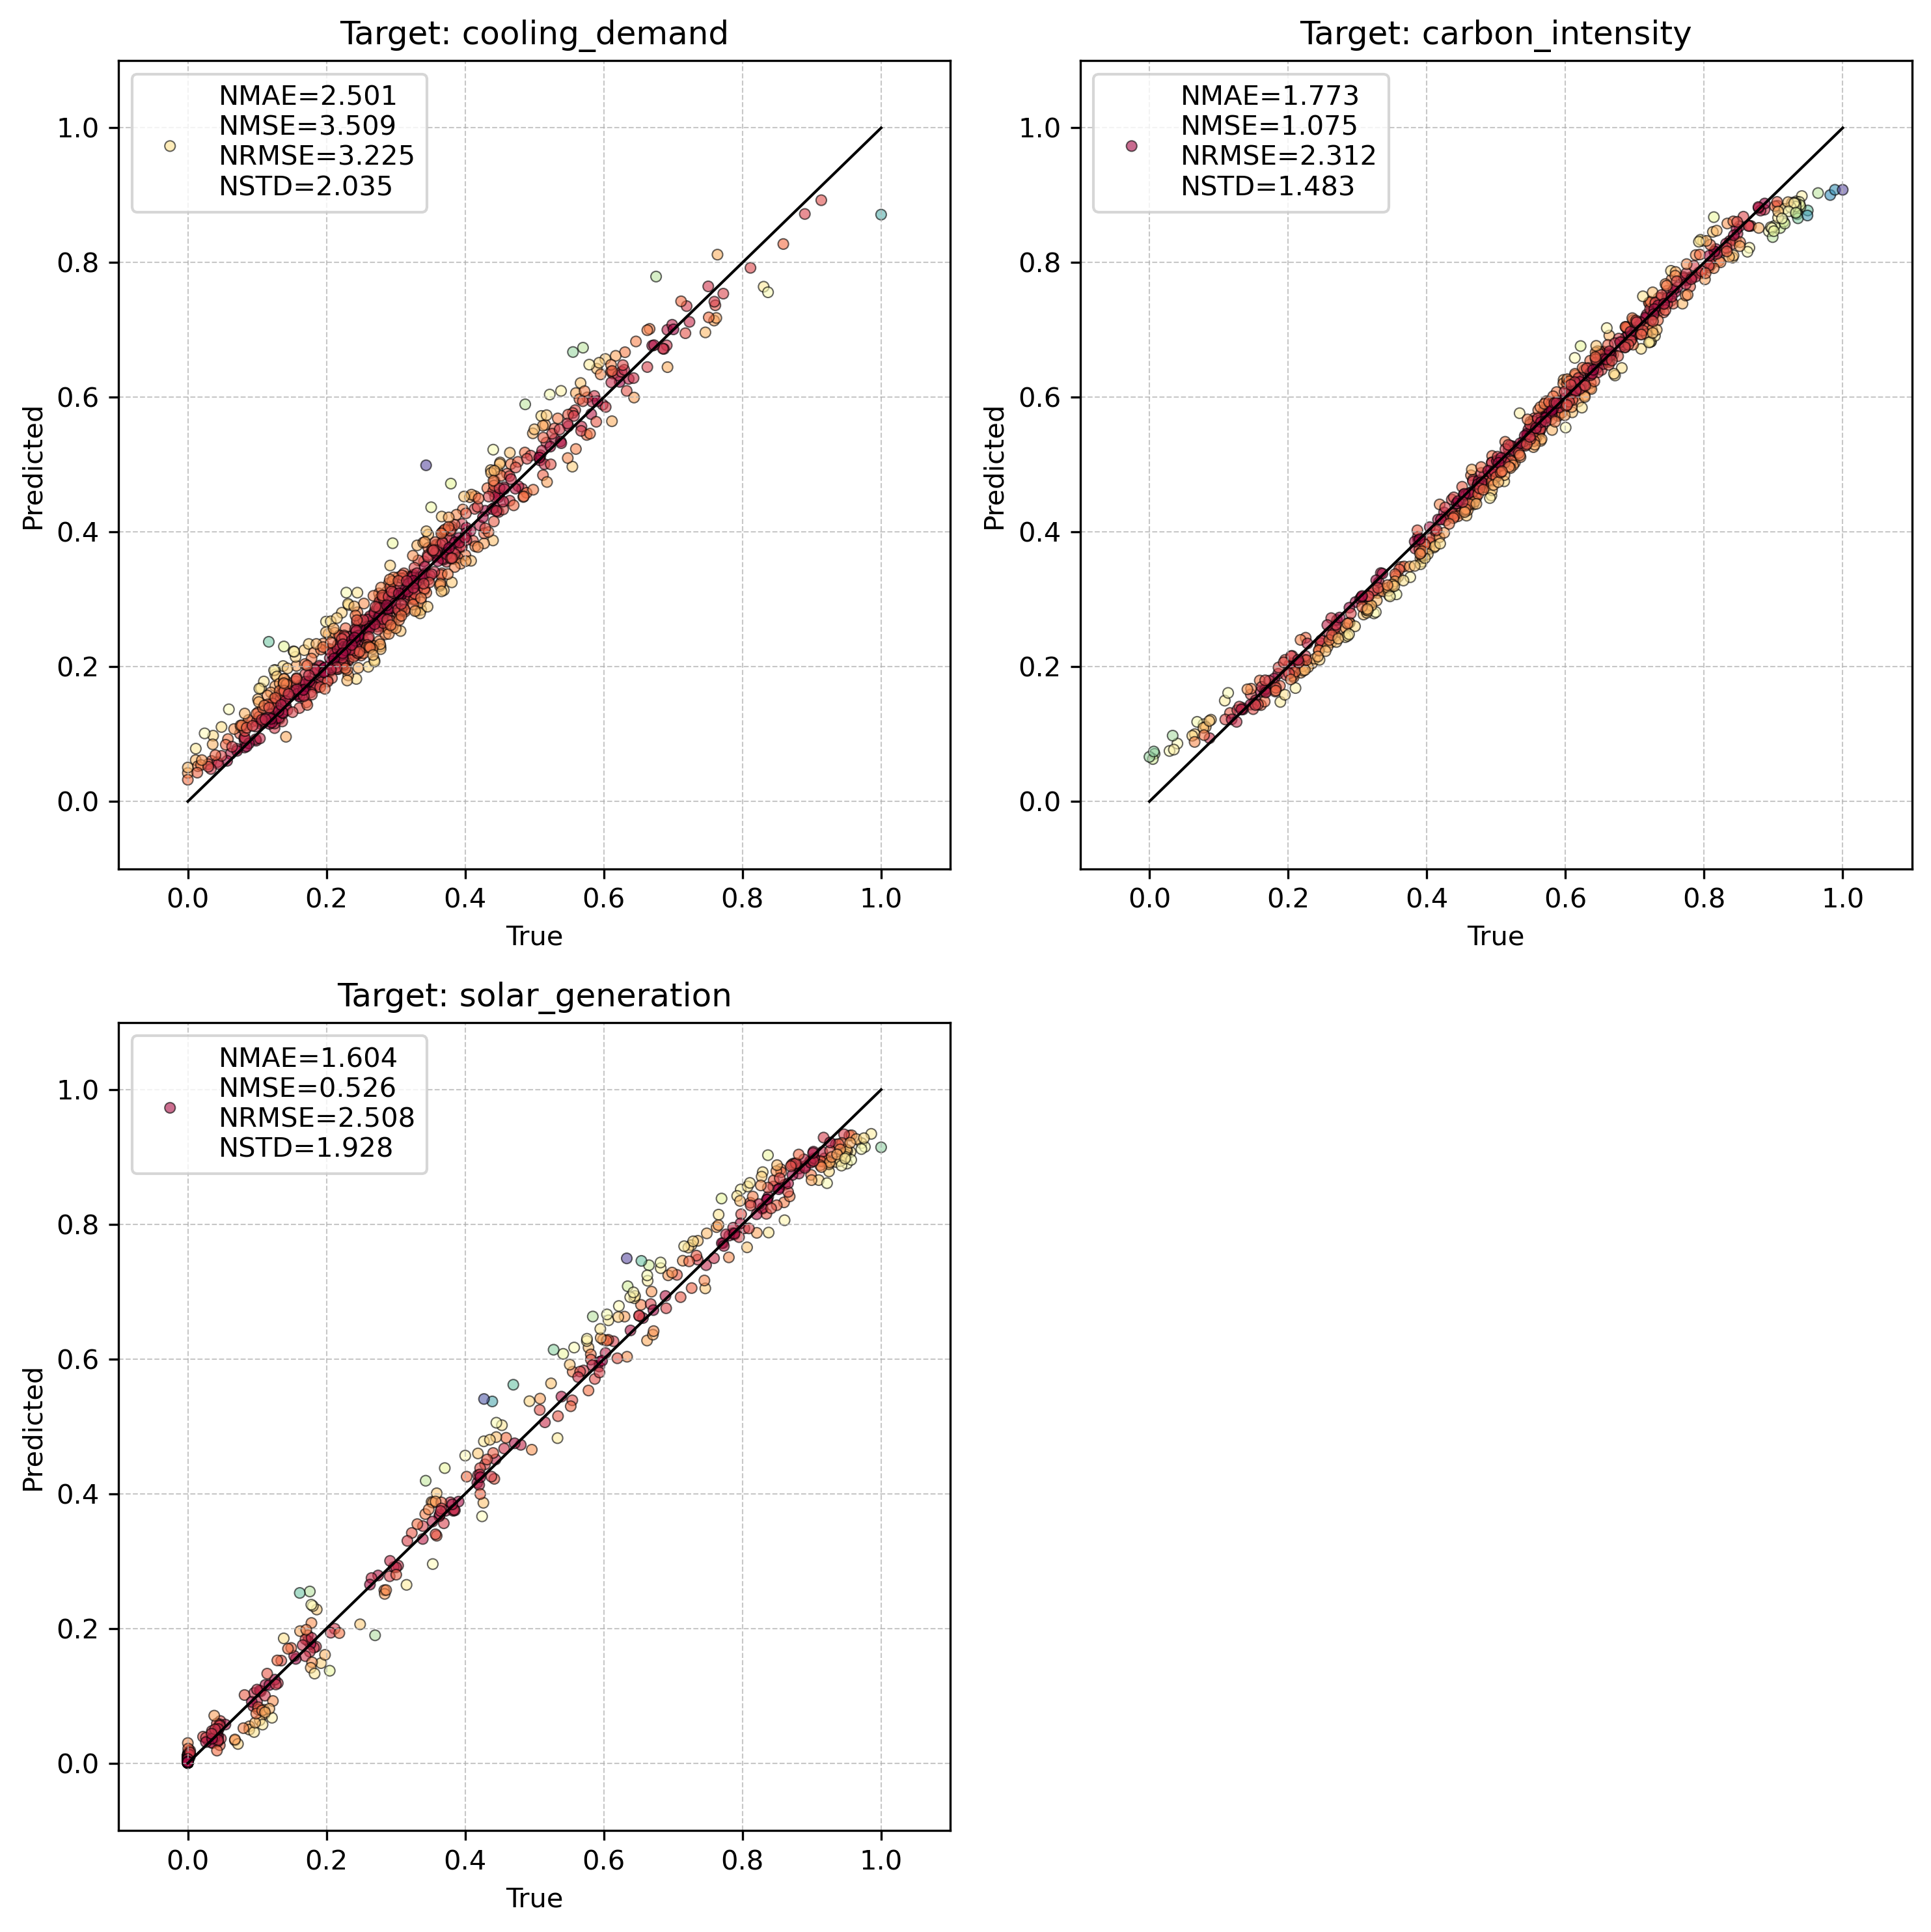 Target: cooling_demand
NMAE=2.501
NMSE=3.509
NRMSE=3.225
NSTD=2.035
1.0
0.8
0.6
0.4
0.2
0.0
Predicted
0.0 0.2 0.4 0.6 0.8 1.0
True
Target: carbon_intensity
NMAE=1.773
NMSE=1.075
NRMSE=2.312
NSTD=1.483
1.0
0.8
0.6
0.4
0.2
0.0
Predicted
0.0 0.2 0.4 0.6 0.8 1.0
True
Target: solar_generation
NMAE=1.604
NMSE=0.526
NRMSE=2.508
NSTD=1.928
1.0
0.8
0.6
0.4
0.2
0.0
Predicted
0.0 0.2 0.4 0.6 0.8 1.0
True